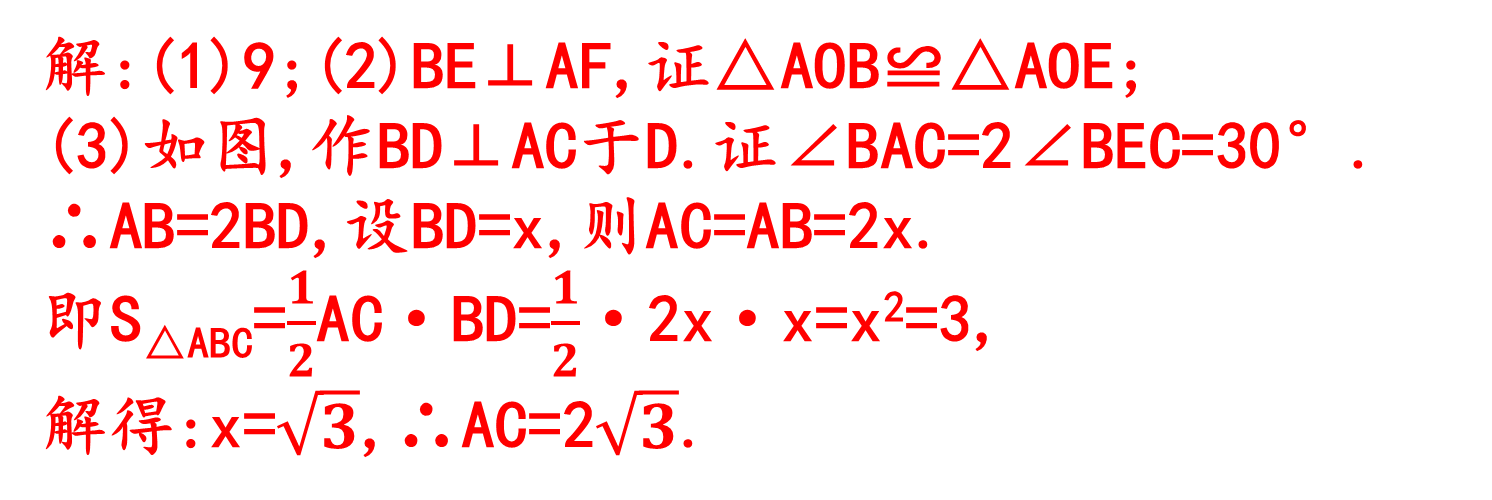 解:(1)9;(2)BE⊥AF,证△AOB≌△AOE;
(3)如图,作BD⊥AC于D.证∠BAC=2∠BEC=30°.
∴AB=2BD,设BD=x,则AC=AB=2x.
即S△ABC=1/2AC·BD=1/2·2x·x=x²=3,
解得:x=√3,∴AC=2√3.